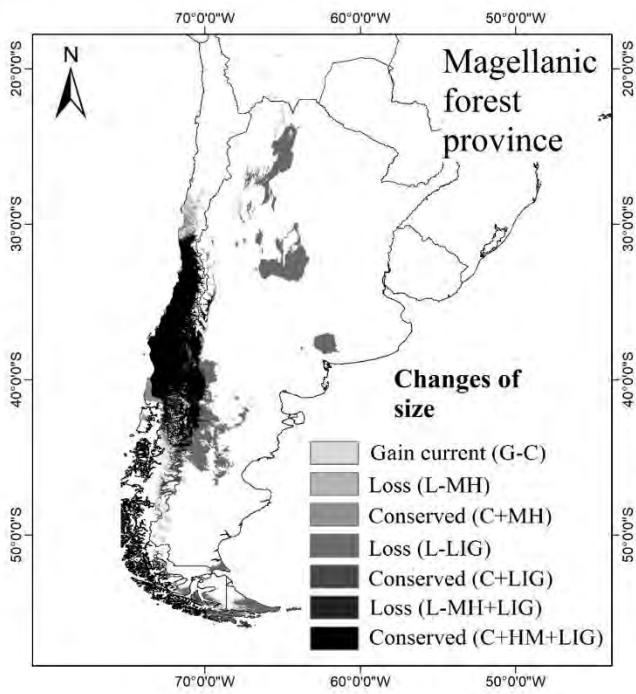 70°0'0"W 60°0'0"W 50°0'0"W
N
Magellanic
forest
province
20°0'0"S 20°0'0"S
30°0'0"S 30°0'0"S
40°0'0"S 40°0'0"S
50°0'0"S 50°0'0"S
Changes of
size
Gain current (G-C)
Loss (L-MH)
Conserved (C+MH)
Loss (L-LIG)
Conserved (C+LIG)
Loss (L-MH+LIG)
Conserved (C+HM+LIG)
70°0'0"W 60°0'0"W 50°0'0"W